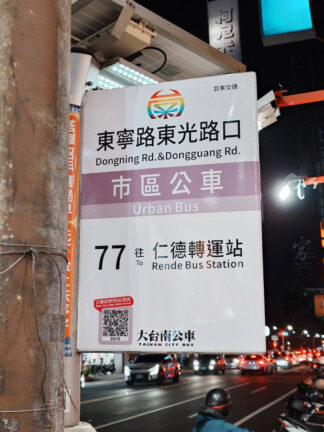 東寧路東光路口
Dongning Rd.&Dongguang Rd.
市區公車
Urban Bus
77 往 To 仁德轉運站
Rende Bus Station
大台南公車
TAINAN CITY BUS